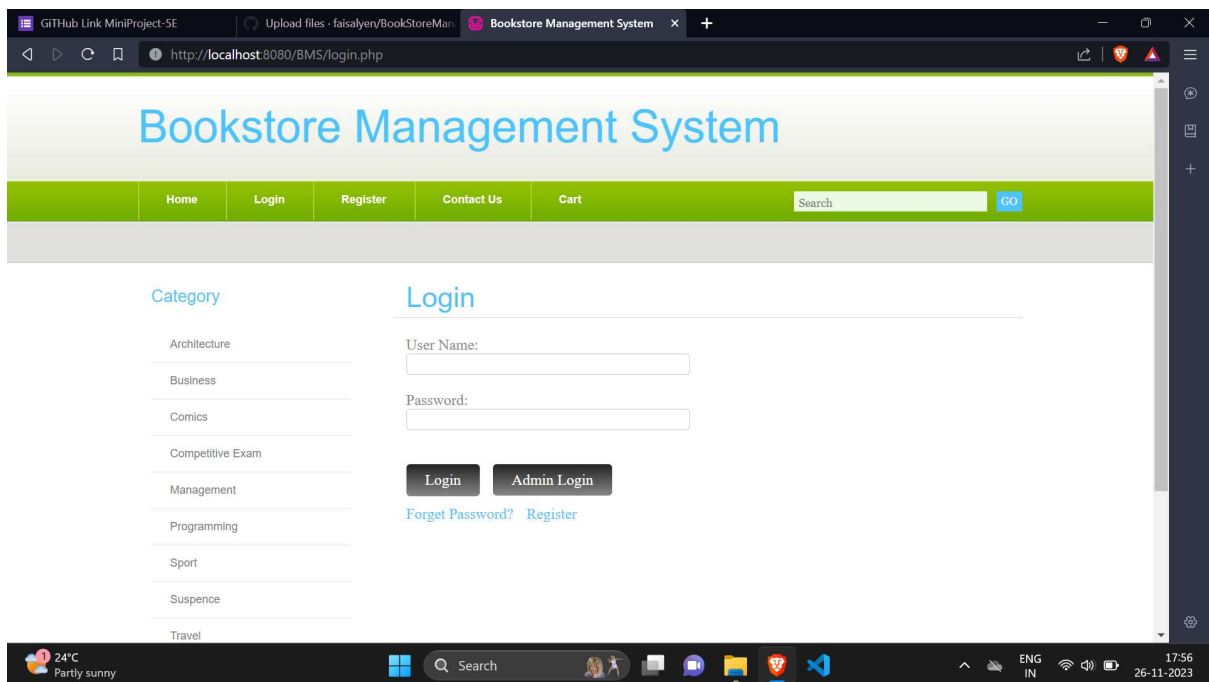 GiTHub Link MiniProject-5E
Upload files · faisalyen/BookStoreMan
Bookstore Management System
http://localhost:8080/BMS/login.php
Bookstore Management System
Home Login Register Contact Us Cart Search GO
Category
Architecture
Business
Comics
Competitive Exam
Management
Programming
Sport
Suspence
Travel
Login
User Name:
Password:
Login Admin Login
Forget Password? Register
1
24°C
Partly sunny
Search
ENG
IN
17:56
26-11-2023